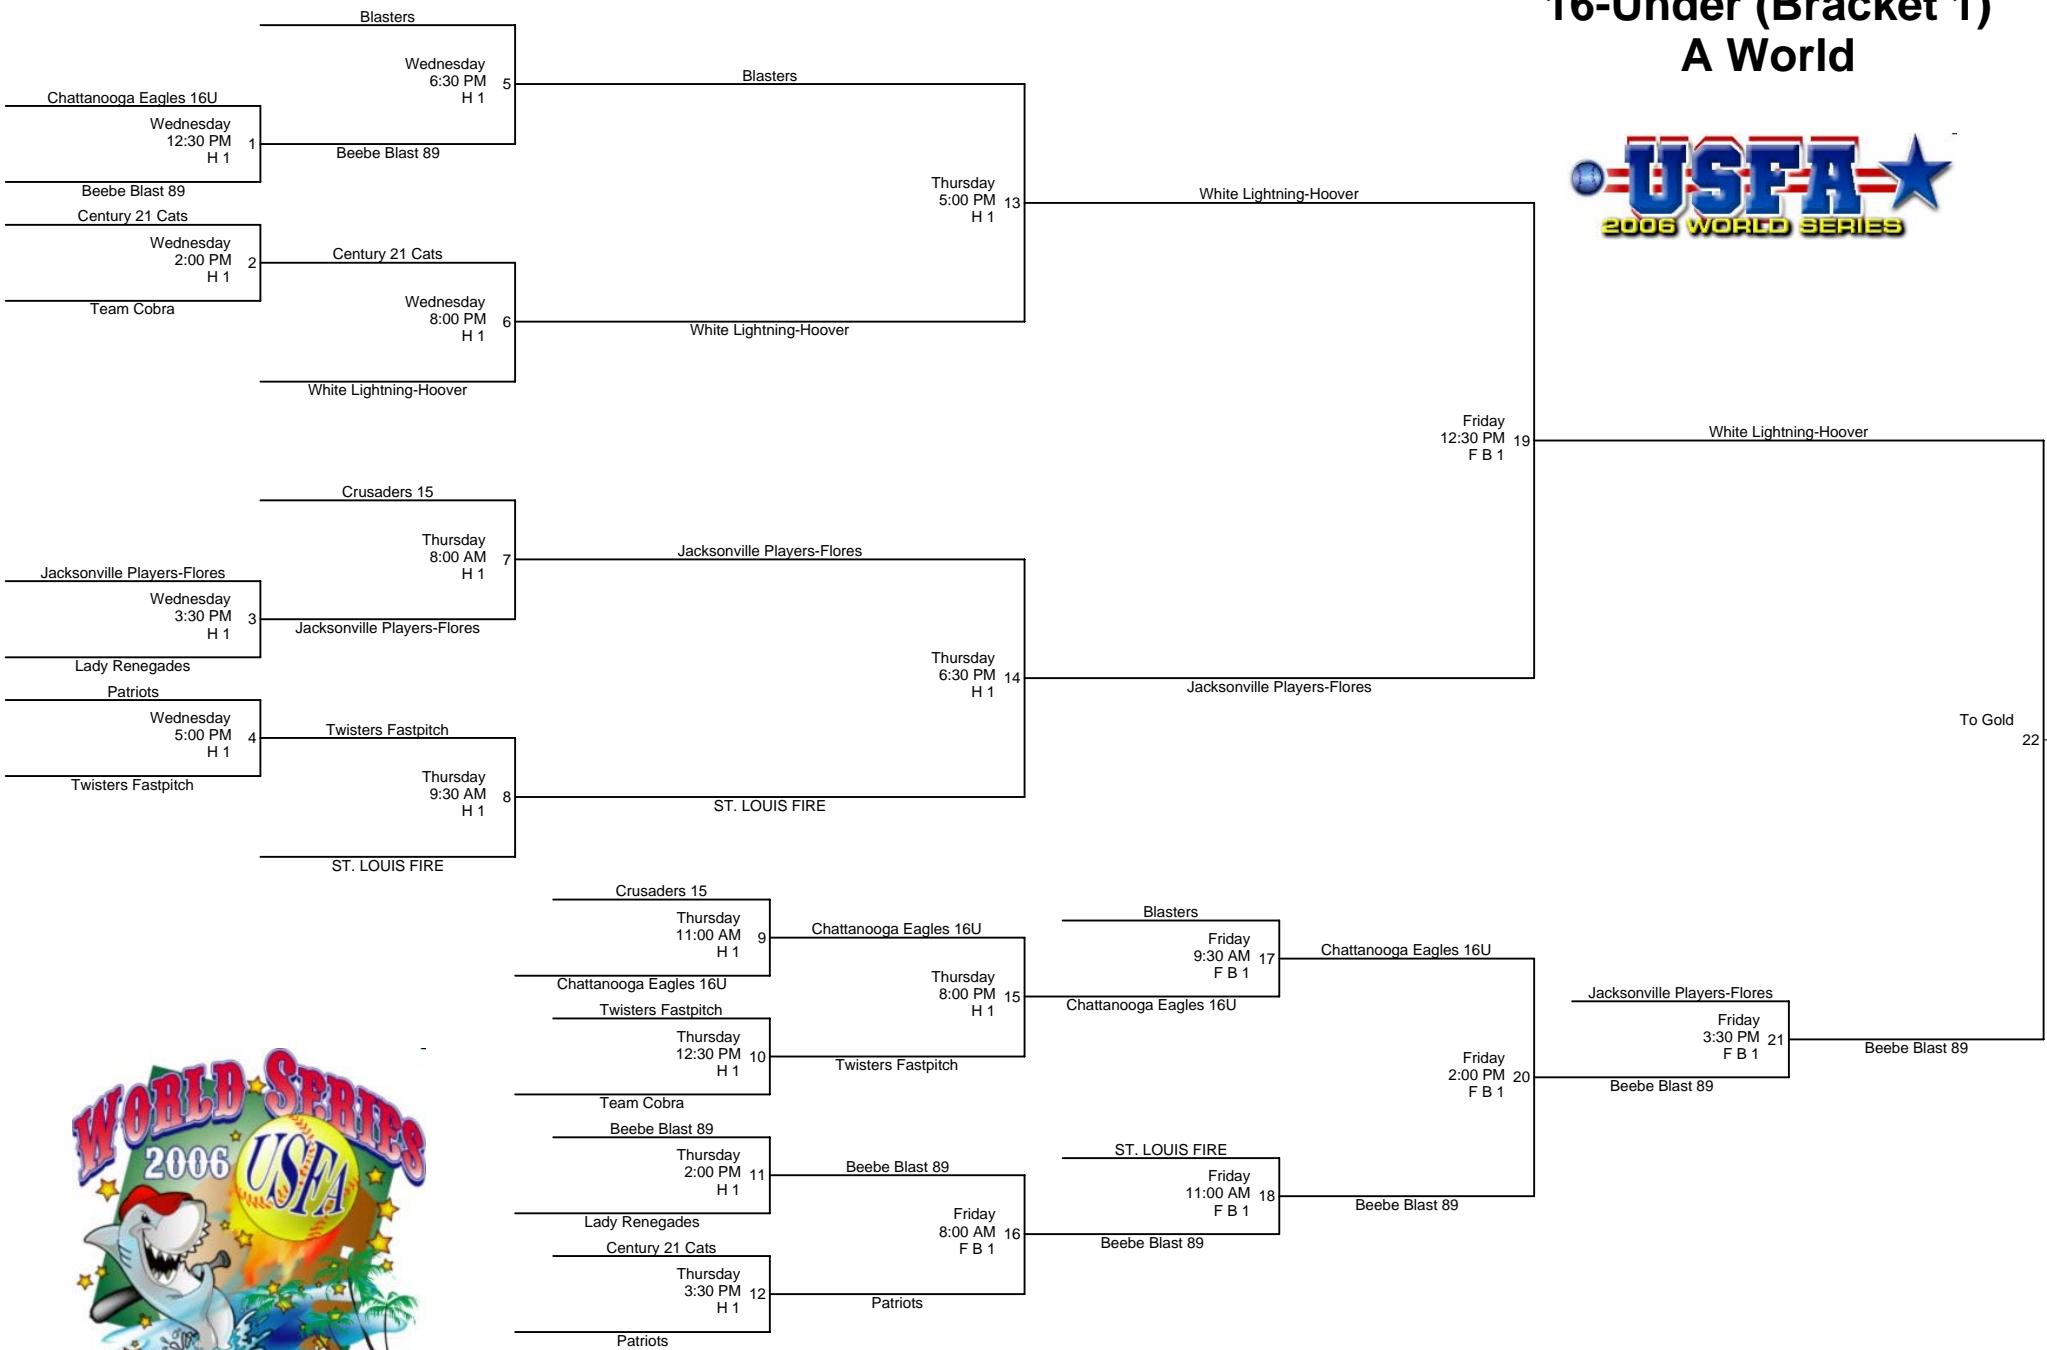 16-Under (Bracket 1)
A World
USFA
2006 WORLD SERIES
Blasters
Wednesday
6:30 PM 5
H 1
Blasters
Chattanooga Eagles 16U
Wednesday
12:30 PM 1
H 1
Beebe Blast 89
Beebe Blast 89
Century 21 Cats
Wednesday
2:00 PM 2
H 1
Century 21 Cats
Team Cobra
Wednesday
8:00 PM 6
H 1
White Lightning-Hoover
White Lightning-Hoover
Thursday
5:00 PM 13
H 1
White Lightning-Hoover
Friday
12:30 PM 19
F B 1
White Lightning-Hoover
Crusaders 15
Thursday
8:00 AM 7
H 1
Jacksonville Players-Flores
Jacksonville Players-Flores
Wednesday
3:30 PM 3
H 1
Jacksonville Players-Flores
Lady Renegades
Thursday
6:30 PM 14
H 1
Jacksonville Players-Flores
Patriots
Wednesday
5:00 PM 4
H 1
Twisters Fastpitch
Twisters Fastpitch
Thursday
9:30 AM 8
H 1
ST. LOUIS FIRE
ST. LOUIS FIRE
To Gold
22
Crusaders 15
Thursday
11:00 AM 9
H 1
Chattanooga Eagles 16U
Chattanooga Eagles 16U
Thursday
8:00 PM 15
H 1
Twisters Fastpitch
Thursday
12:30 PM 10
H 1
Twisters Fastpitch
Team Cobra
Blasters
Friday
9:30 AM 17
F B 1
Chattanooga Eagles 16U
Chattanooga Eagles 16U
Jacksonville Players-Flores
Friday
3:30 PM 21
F B 1
Beebe Blast 89
Friday
2:00 PM 20
F B 1
Beebe Blast 89
Beebe Blast 89
Thursday
2:00 PM 11
H 1
Beebe Blast 89
Lady Renegades
Friday
8:00 AM 16
F B 1
ST. LOUIS FIRE
Friday
11:00 AM 18
F B 1
Beebe Blast 89
Beebe Blast 89
Century 21 Cats
Thursday
3:30 PM 12
H 1
Patriots
Patriots
WORLD SERIES
2006
USFA